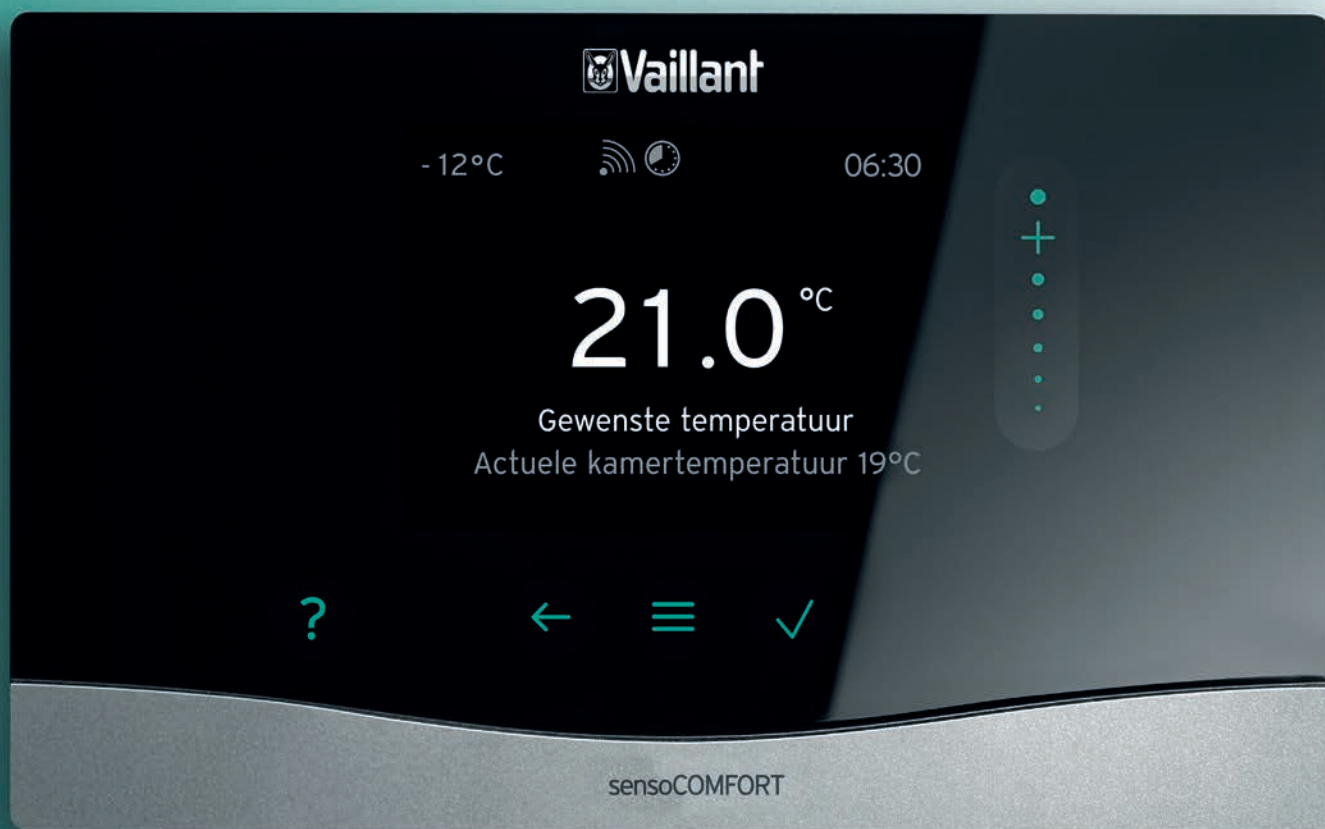 Vaillant
- 12°C 06:30
21.0 °C
Gewenste temperatuur
Actuele kamertemperatuur 19°C
?
sensoCOMFORT